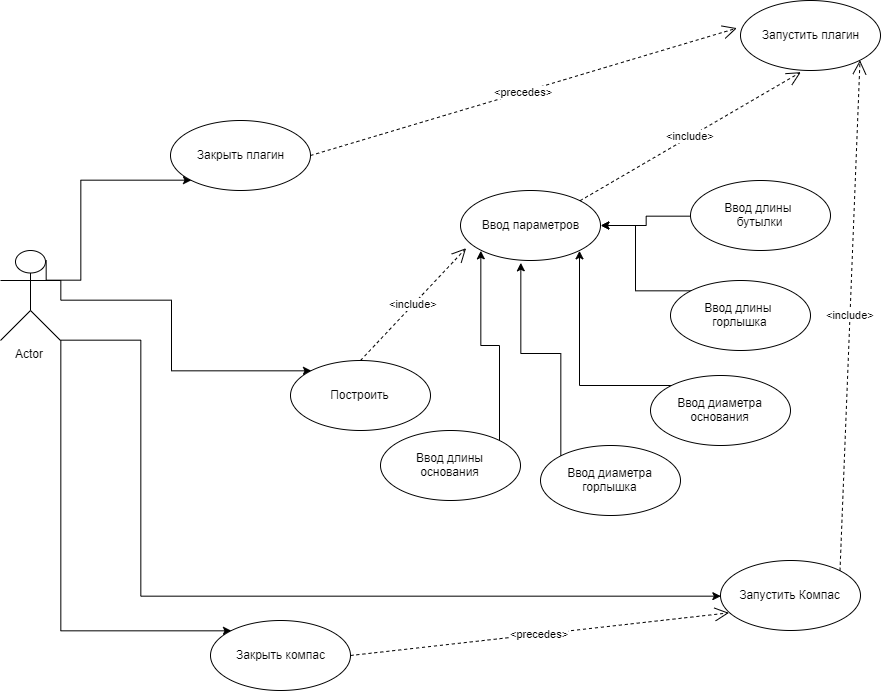 Запустить плагин
<precedes>
<include>
Закрыть плагин
Ввод длины
бутылки
Ввод параметров
<include>
Ввод длины
горлышка
<include>
Actor
Построить
Ввод диаметра
основания
Ввод длины
основания
Ввод диаметра
горлышка
Запустить Компас
<precedes>
Закрыть компас